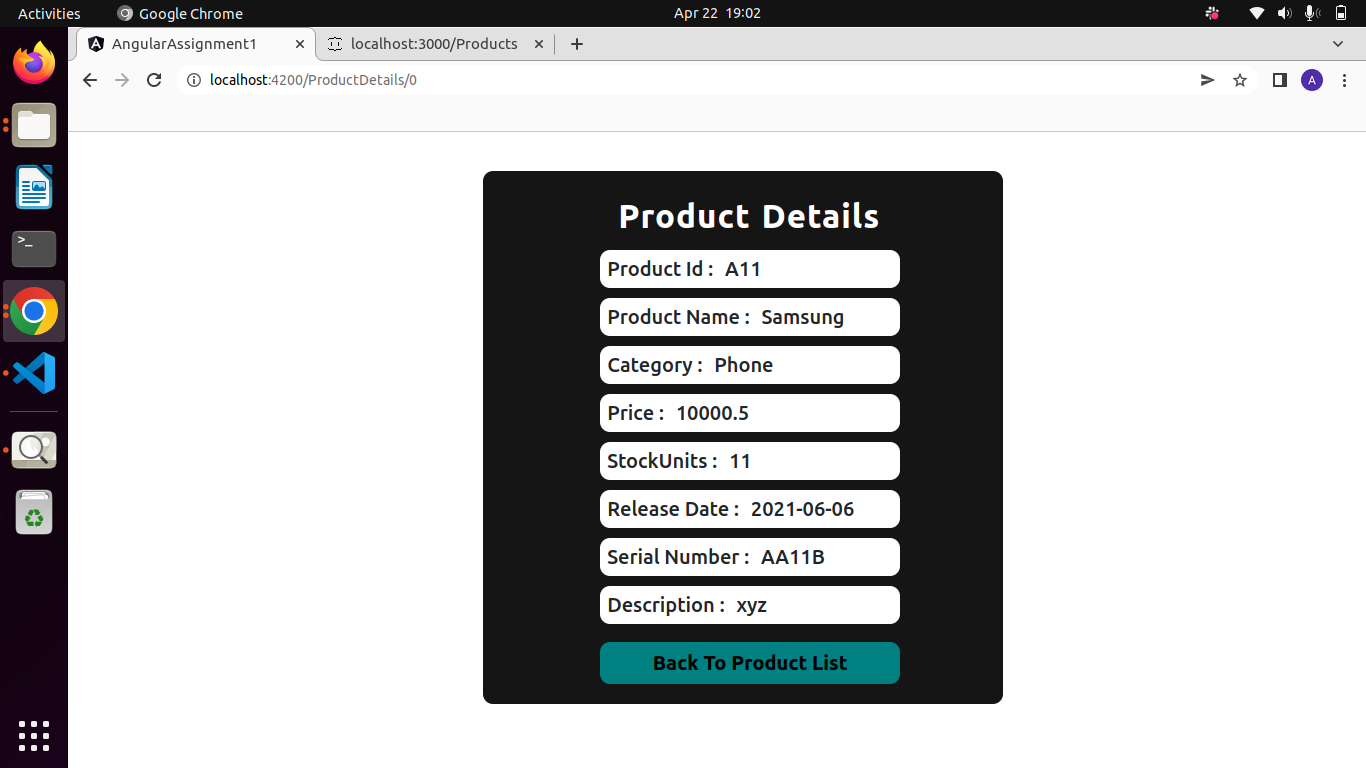 Activities Google Chrome Apr 22 19:02
AngularAssignment1 localhost:3000/Products
localhost:4200/ProductDetails/0 A
>_
Product Details
Product Id : A11
Product Name : Samsung
Category : Phone
Price : 10000.5
StockUnits : 11
Release Date : 2021-06-06
Serial Number : AA11B
Description : xyz
Back To Product List